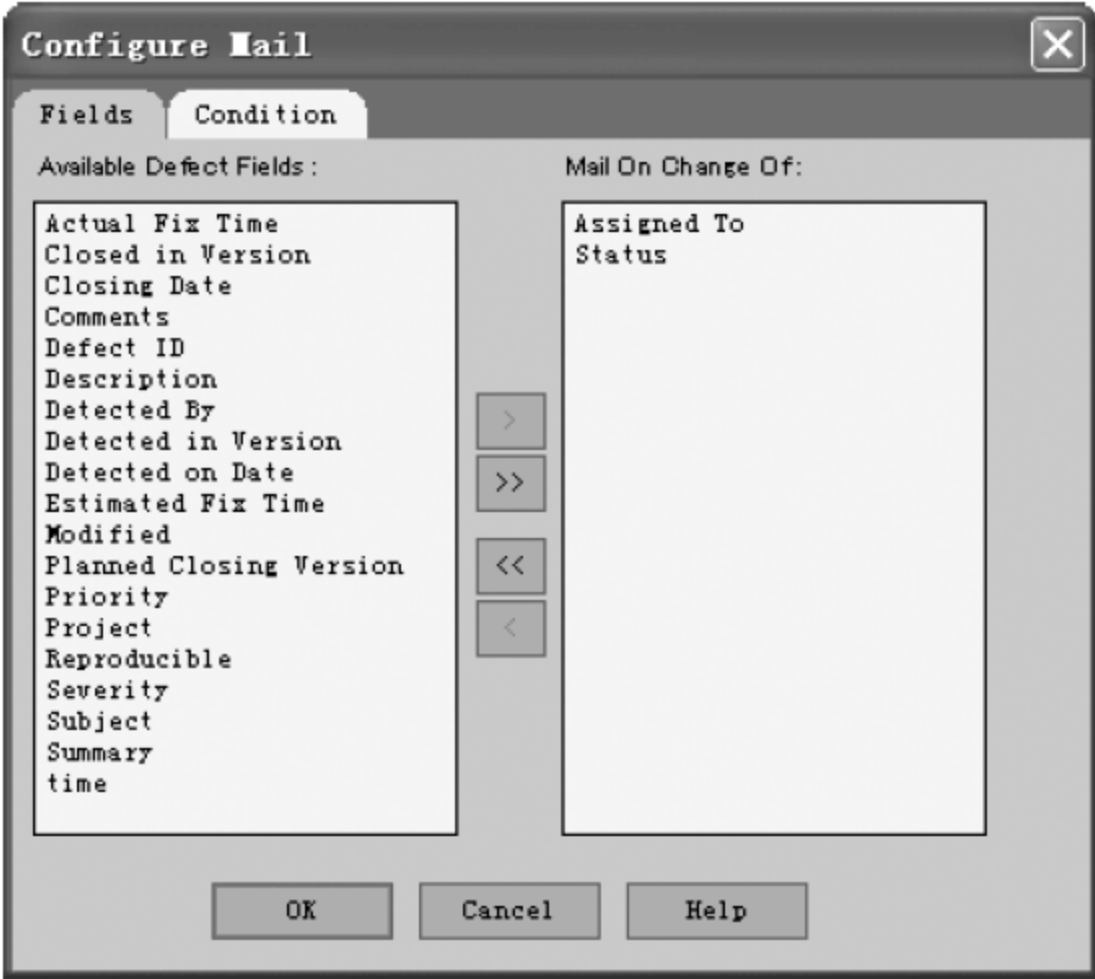 Configure Mail
Fields
Condition
Available Defect Fields :
Actual Fix Time
Closed in Version
Closing Date
Comments
Defect ID
Description
Detected By
Detected in Version
Detected on Date
Estimated Fix Time
Modified
Planned Closing Version
Priority
Project
Reproducible
Severity
Subject
Summary
time
>
>>
<<
<
Mail On Change Of:
Assigned To
Status
OK
Cancel
Help